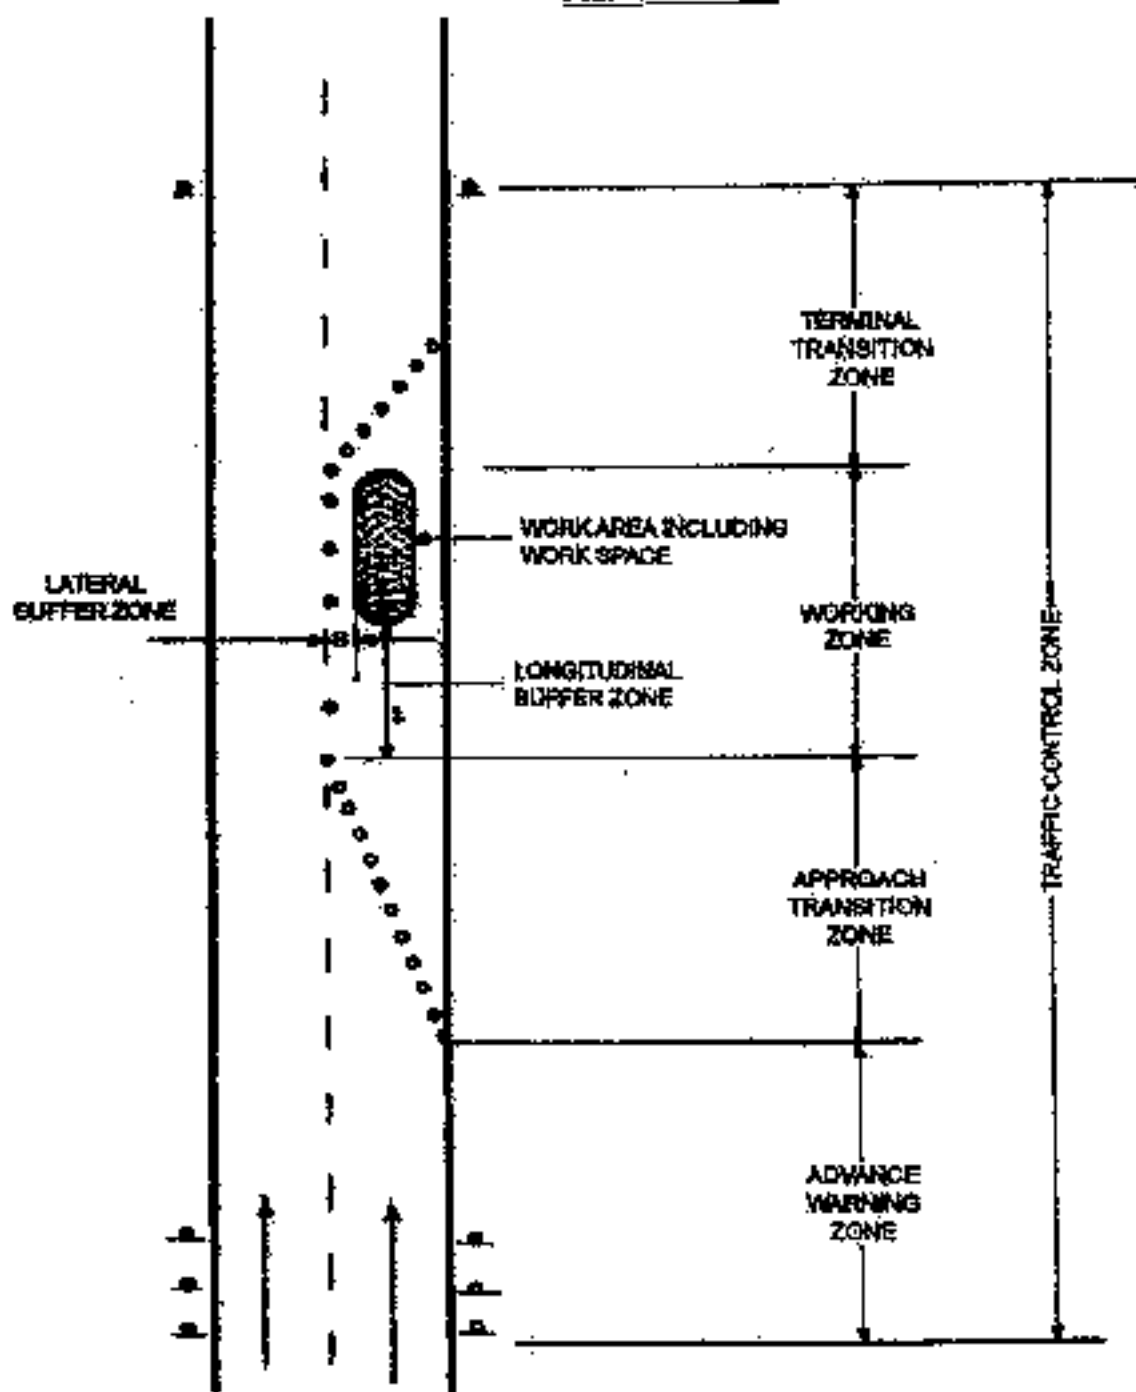 TERMINAL
TRANSITION
ZONE
WORK AREA INCLUDING
WORK SPACE
LATERAL
BUFFER ZONE
WORKING
ZONE
B
LONGITUDINAL
BUFFER ZONE
TRAFFIC CONTROL ZONE
APPROACH
TRANSITION
ZONE
ADVANCE
WARNING
ZONE